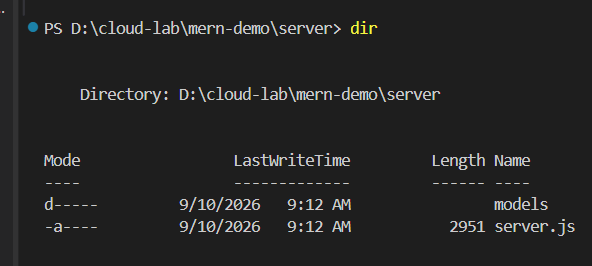 PS D:\cloud-lab\mern-demo\server> dir
Directory: D:\cloud-lab\mern-demo\server
Mode LastWriteTime Length Name
---- ------------- ------ ----
d----- 9/10/2026 9:12 AM models
-a---- 9/10/2026 9:12 AM 2951 server.js